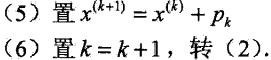 （5）置 x^{(k+1)} = x^{(k)} + p_k
（6）置 k = k + 1，转（2）.